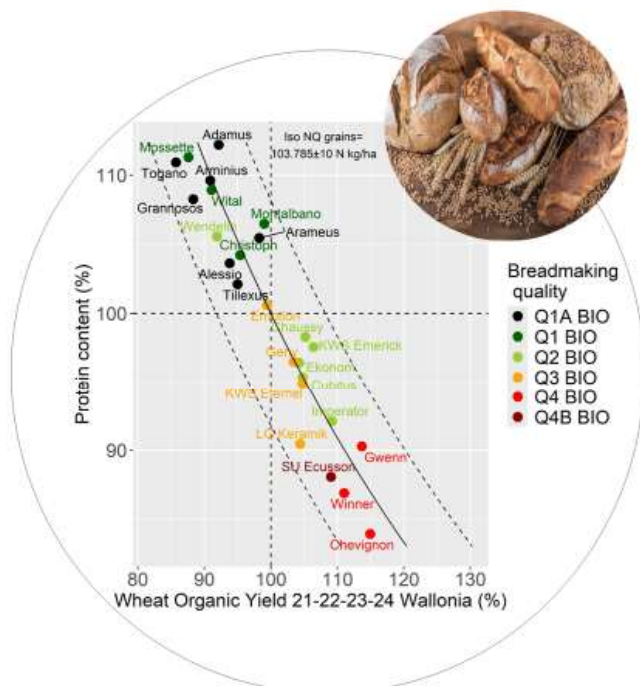 Adamus
Iso NQ grains=
103.785±10 N kg/ha
Mossette
Togano
Arminius
Grannosos
Wital
Montalbano
Arameus
Wendelin
Christoph
Alessio
Tillexus
Chaussy
KWS Emerick
Geny
Ekonom
KWS Eternel
Cubitus
Imperator
LG Keramik
Gwenn
SU Ecusson
Winner
Chevignon
110
100
90
Protein content (%)
80 90 100 110 120 130
Wheat Organic Yield 21-22-23-24 Wallonia (%)
Breadmaking
quality
Q1A BIO
Q1 BIO
Q2 BIO
Q3 BIO
Q4 BIO
Q4B BIO